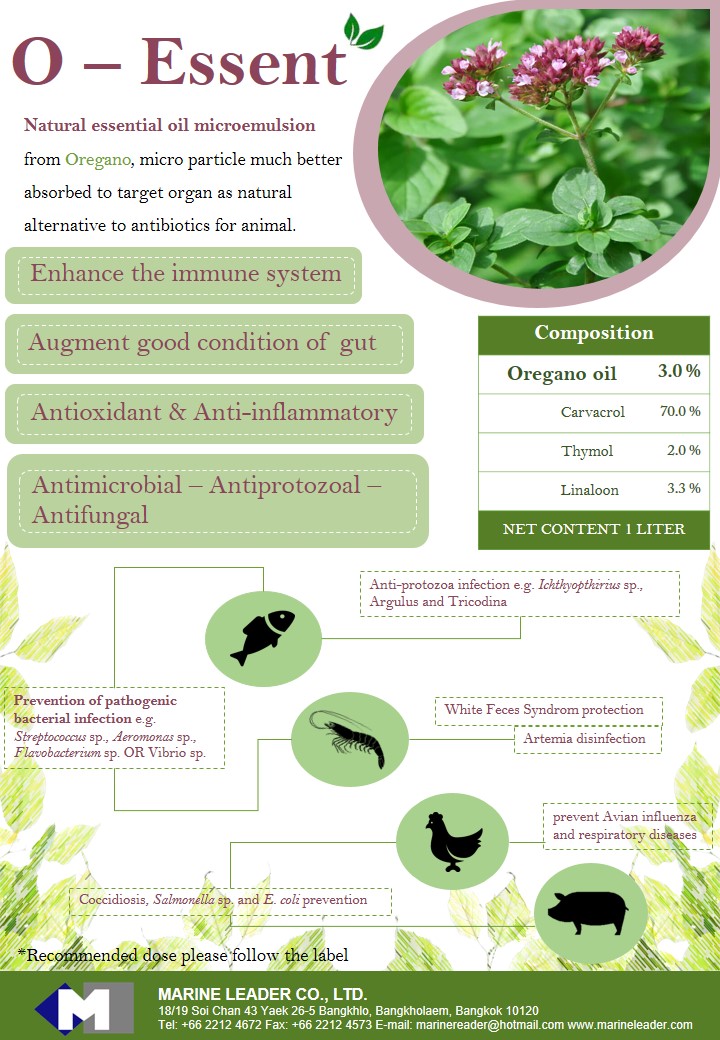 O – Essent
Natural essential oil microemulsion
from Oregano, micro particle much better
absorbed to target organ as natural
alternative to antibiotics for animal.
Enhance the immune system
Augment good condition of gut
Antioxidant & Anti-inflammatory
Antimicrobial – Antiprotozoal –
Antifungal
Composition
Oregano oil 3.0 %
Carvacrol 70.0 %
Thymol 2.0 %
Linaloon 3.3 %
NET CONTENT 1 LITER
Anti-protozoa infection e.g. Ichthyopthirius sp.,
Argulus and Tricodina
Prevention of pathogenic
bacterial infection e.g.
Streptococcus sp., Aeromonas sp.,
Flavobacterium sp. OR Vibrio sp.
White Feces Syndrom protection
Artemia disinfection
prevent Avian influenza
and respiratory diseases
Coccidiosis, Salmonella sp. and E. coli prevention
*Recommended dose please follow the label
M
MARINE LEADER CO., LTD.
18/19 Soi Chan 43 Yaek 26-5 Bangkhlo, Bangkholaem, Bangkok 10120
Tel: +66 2212 4672 Fax: +66 2212 4573 E-mail: marinereader@hotmail.com www.marineleader.com